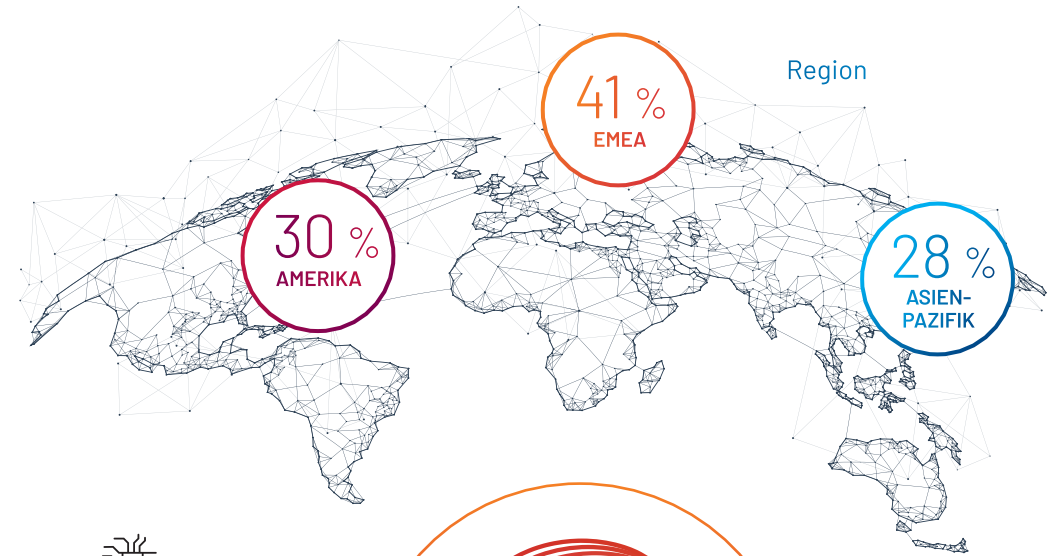 Region
41 %
EMEA
30 %
AMERIKA
28 %
ASIEN-
PAZIFIK